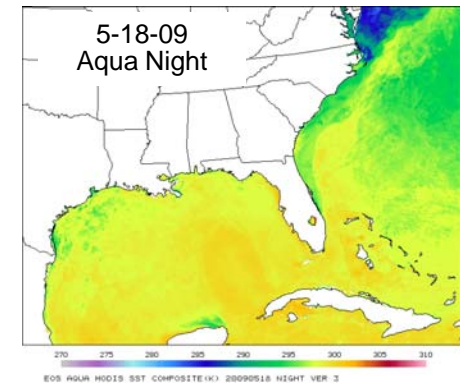 5-18-09
Aqua Night
270 275 280 285 290 295 300 305 310
EOS AQUA MODIS SST COMPOSITE(K) 20090518 NIGHT VER 3